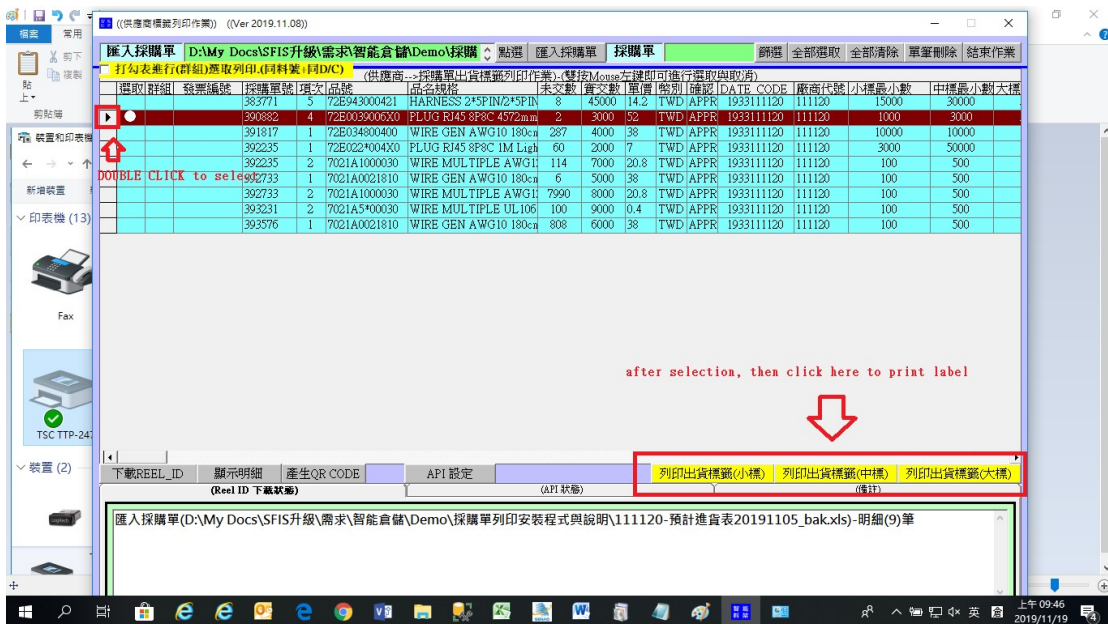 ((供應商標籤列印作業)) ((Ver 2019.11.08))
檔案 常用
匯入採購單 D:\My Docs\SFIS升級\需求\智能倉儲\Demo\採購 點選 匯入採購單 採購單 篩選 全部選取 全部清除 單筆刪除 結束作業
剪下
複製
貼上
剪貼簿
打勾表進行(群組)選取列印.(同料號+同D/C)
(供應商-->採購單出貨標籤列印作業)-(雙按Mouse左鍵即可進行選取與取消)
選取 群組 發票編號 採購單號 項次 品號 品名規格 未交數 實交數 單價 幣別 確認 DATE CODE 廠商代號 小標最小數 中標最小數 大標
383771 5 72E943000421 HARNESS 2*5PIN/2*5PIN 8 45000 14.2 TWD APPR 1933111120 111120 15000 30000
390882 4 72E0039006X0 PLUG RJ45 8P8C 4572mm 2 3000 52 TWD APPR 1933111120 111120 1000 3000
391817 1 72E034800400 WIRE GEN AWG10 180cm 287 4000 38 TWD APPR 1933111120 111120 10000 10000
392235 1 72E022*004X0 PLUG RJ45 8P8C 1M Ligh 60 2000 7 TWD APPR 1933111120 111120 3000 50000
392235 2 7021A1000030 WIRE MULTIPLE AWG1 114 7000 20.8 TWD APPR 1933111120 111120 100 500
392733 1 7021A0021810 WIRE GEN AWG10 180cm 6 5000 38 TWD APPR 1933111120 111120 100 500
392733 2 7021A1000030 WIRE MULTIPLE AWG1 7990 8000 20.8 TWD APPR 1933111120 111120 100 500
393231 2 7021A5*00030 WIRE MULTIPLE UL106 100 9000 0.4 TWD APPR 1933111120 111120 100 500
393576 1 7021A0021810 WIRE GEN AWG10 180cm 808 6000 38 TWD APPR 1933111120 111120 100 500
DOUBLE CLICK to select
裝置和印表機
新增裝置
印表機 (13)
Fax
TSC TTP-247
裝置 (2)
after selection, then click here to print label
下載REEL_ID 顯示明細 產生QR CODE API 設定 列印出貨標籤(小標) 列印出貨標籤(中標) 列印出貨標籤(大標)
(Reel ID 下載狀態) (API 狀態) (備註)
匯入採購單(D:\My Docs\SFIS升級\需求\智能倉儲\Demo\採購單列印安裝程式與說明\111120-預計進貨表20191105_bak.xls)-明細(9)筆
英
上午 09:46
2019/11/19
4